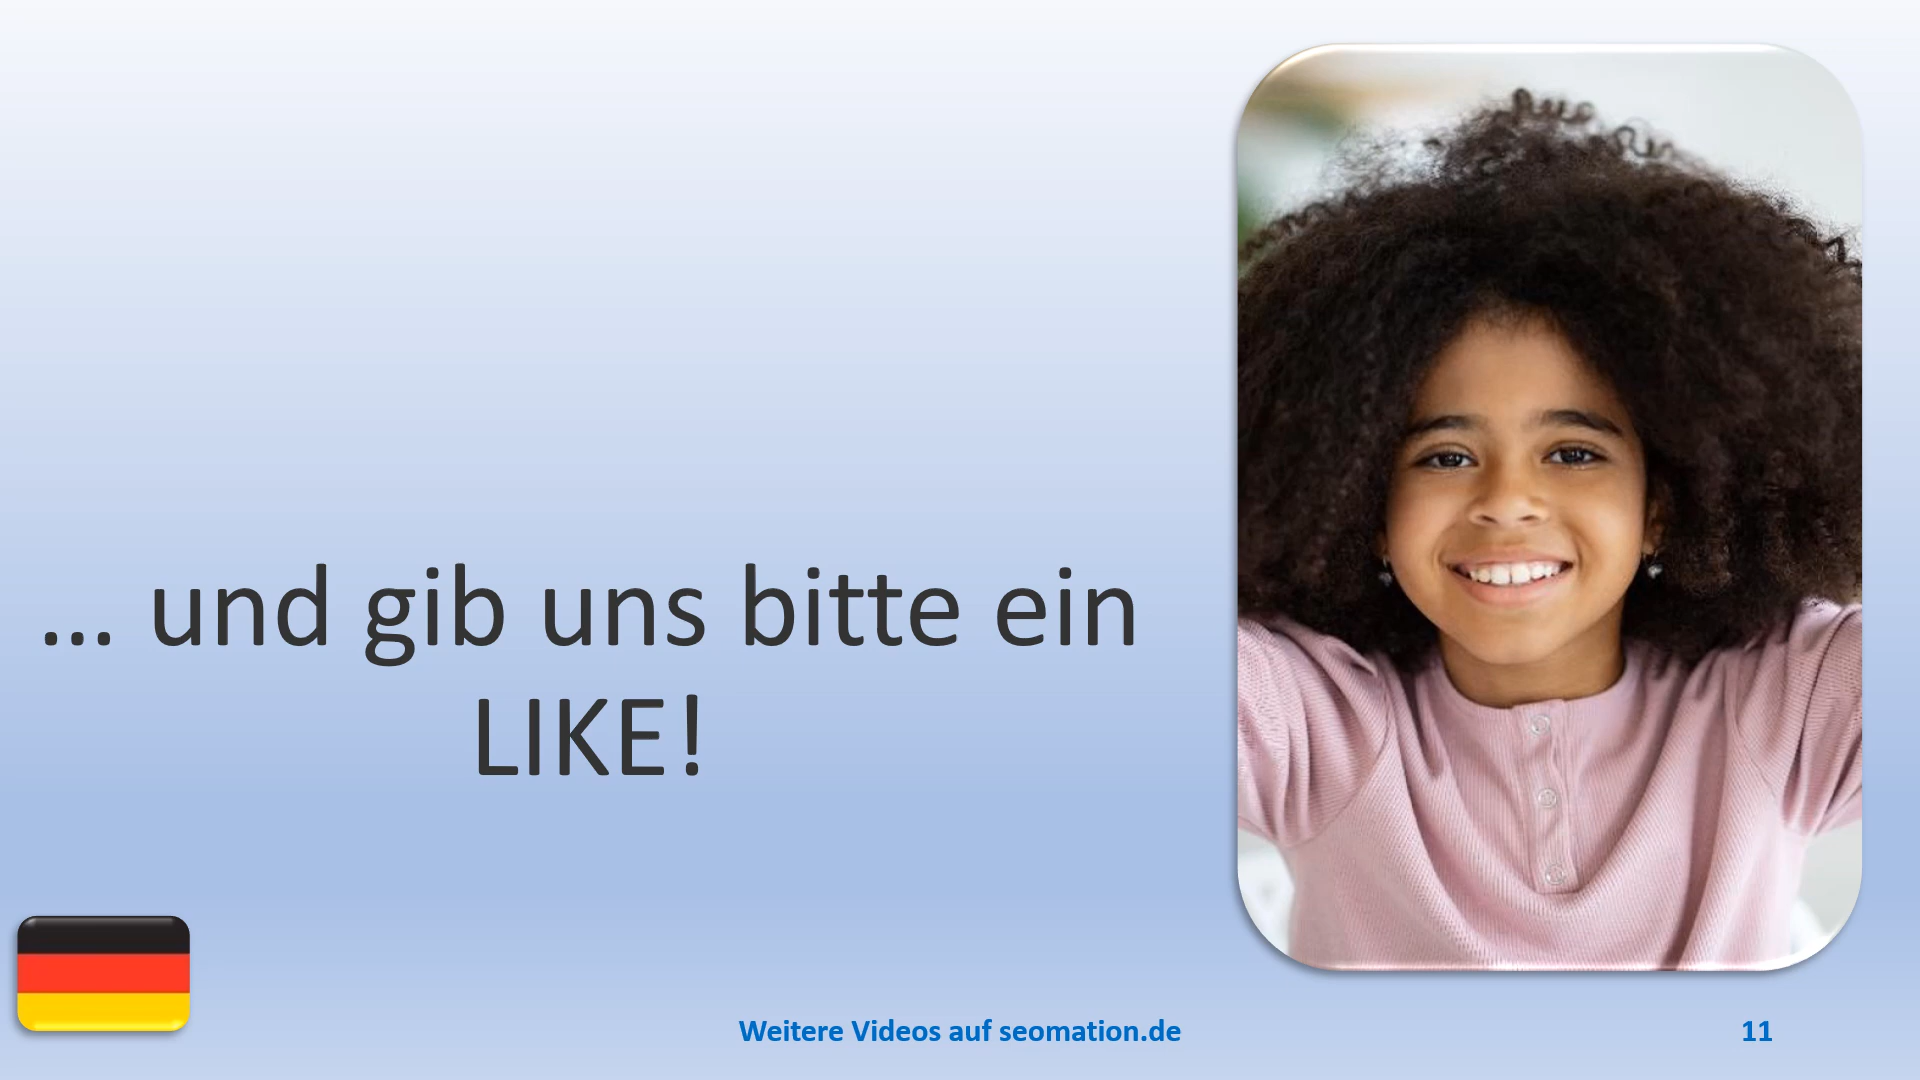 ... und gib uns bitte ein
LIKE!
Weitere Videos auf seomation.de
11